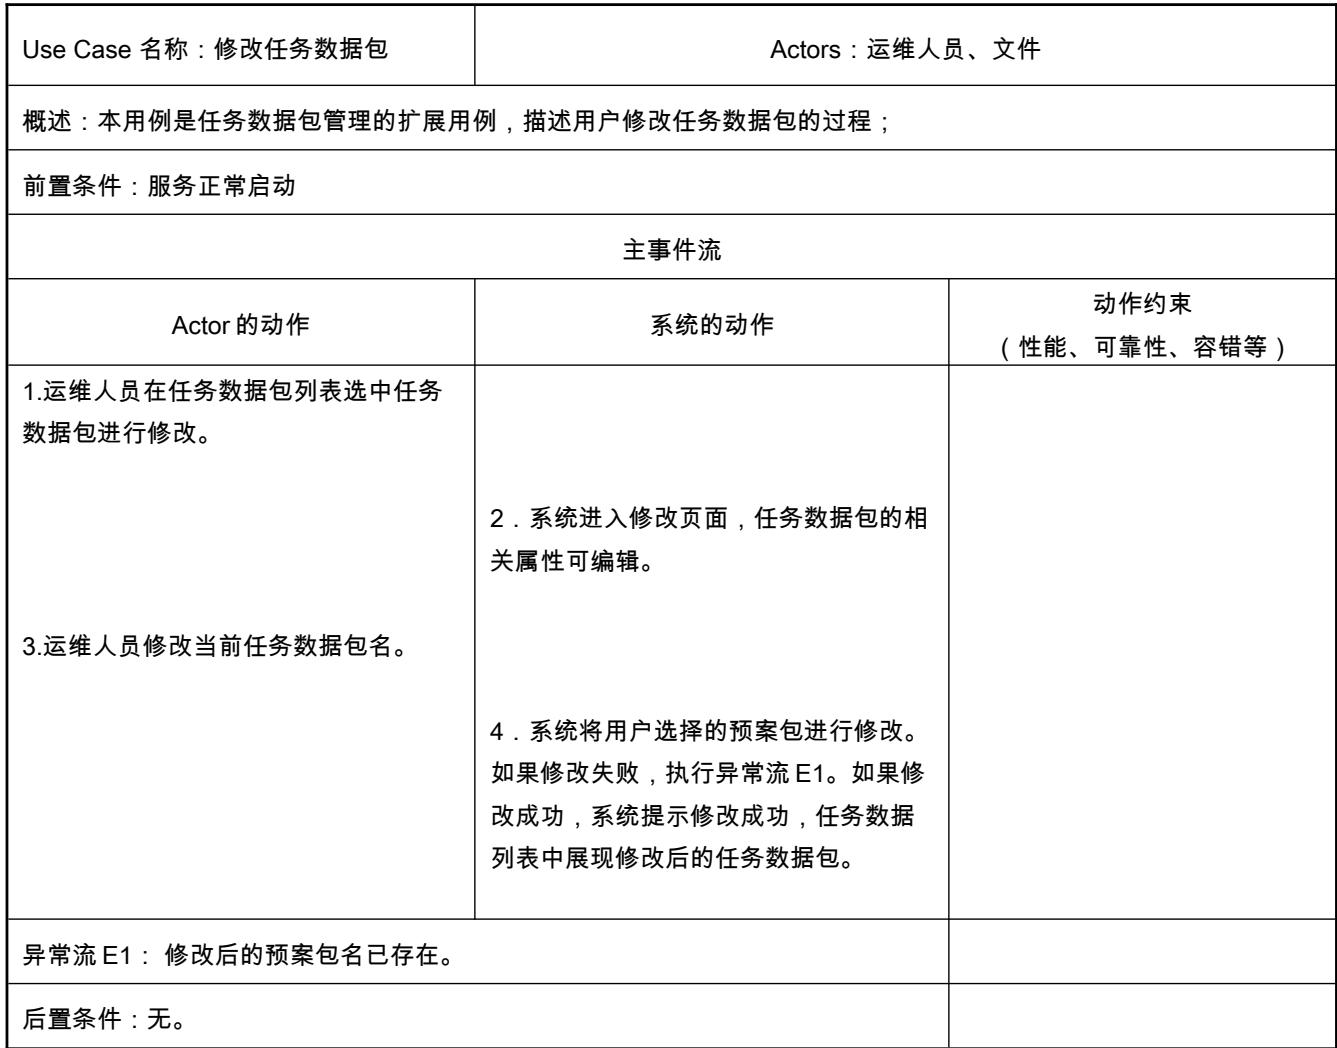 Use Case 名称：修改任务数据包
Actors：运维人员、文件
概述：本用例是任务数据包管理的扩展用例，描述用户修改任务数据包的过程；
前置条件：服务正常启动
主事件流
Actor 的动作
系统的动作
动作约束
（性能、可靠性、容错等）
1.运维人员在任务数据包列表选中任务
数据包进行修改。
2．系统进入修改页面，任务数据包的相
关属性可编辑。
3.运维人员修改当前任务数据包名。
4．系统将用户选择的预案包进行修改。
如果修改失败，执行异常流 E1。如果修
改成功，系统提示修改成功，任务数据
列表中展现修改后的任务数据包。
异常流 E1： 修改后的预案包名已存在。
后置条件：无。